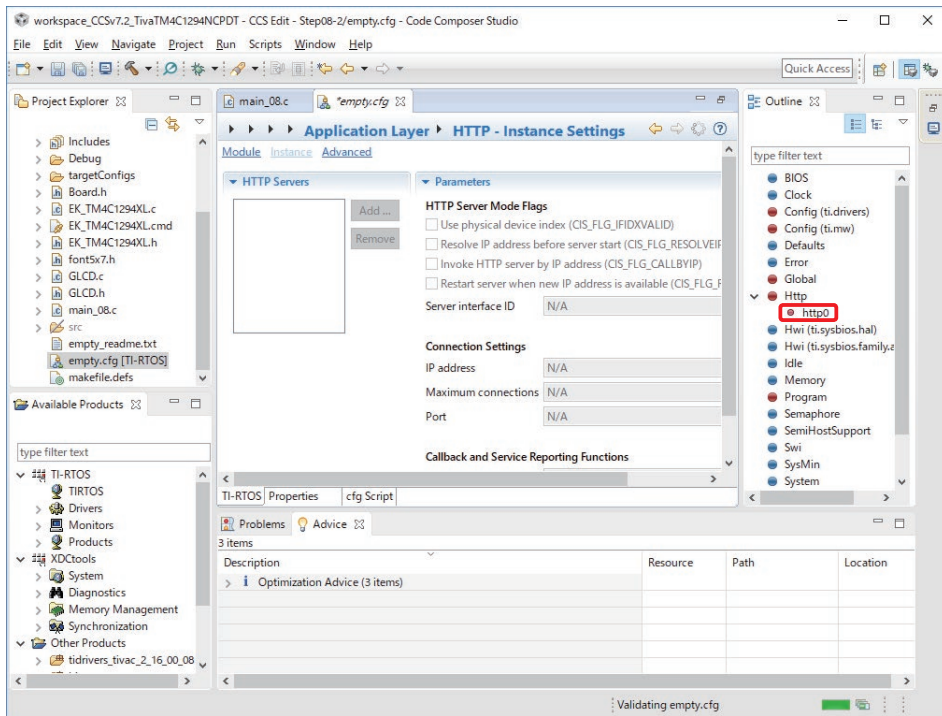 workspace_CCSv7.2_TivaTM4C1294NCPDT - CCS Edit - Step08-2/empty.cfg - Code Composer Studio
File Edit View Navigate Project Run Scripts Window Help
Quick Access
Project Explorer
Includes
Debug
targetConfigs
Board.h
EK_TM4C1294XL.c
EK_TM4C1294XL.cmd
EK_TM4C1294XL.h
font5x7.h
GLCD.c
GLCD.h
main_08.c
src
empty_readme.txt
empty.cfg [TI-RTOS]
makefile.defs
Available Products
type filter text
TI-RTOS
TIRTOS
Drivers
Monitors
Products
XDCtools
System
Diagnostics
Memory Management
Synchronization
Other Products
tidrivers_tivac_2_16_00_08
main_08.c
*empty.cfg
Application Layer HTTP - Instance Settings
Module Instance Advanced
HTTP Servers
Add ...
Remove
Parameters
HTTP Server Mode Flags
Use physical device index (CIS_FLG_IFIDXVALID)
Resolve IP address before server start (CIS_FLG_RESOLVEIF
Invoke HTTP server by IP address (CIS_FLG_CALLBYIP)
Restart server when new IP address is available (CIS_FLG_F
Server interface ID N/A
Connection Settings
IP address N/A
Maximum connections N/A
Port N/A
Callback and Service Reporting Functions
TI-RTOS Properties cfg Script
Outline
type filter text
BIOS
Clock
Config (ti.drivers)
Config (ti.mw)
Defaults
Error
Global
Http
http0
Hwi (ti.sysbios.hal)
Hwi (ti.sysbios.family.a
Idle
Memory
Program
Semaphore
SemiHostSupport
Swi
SysMin
System
Problems Advice
3 items
Description Resource Path Location
i Optimization Advice (3 items)
Validating empty.cfg